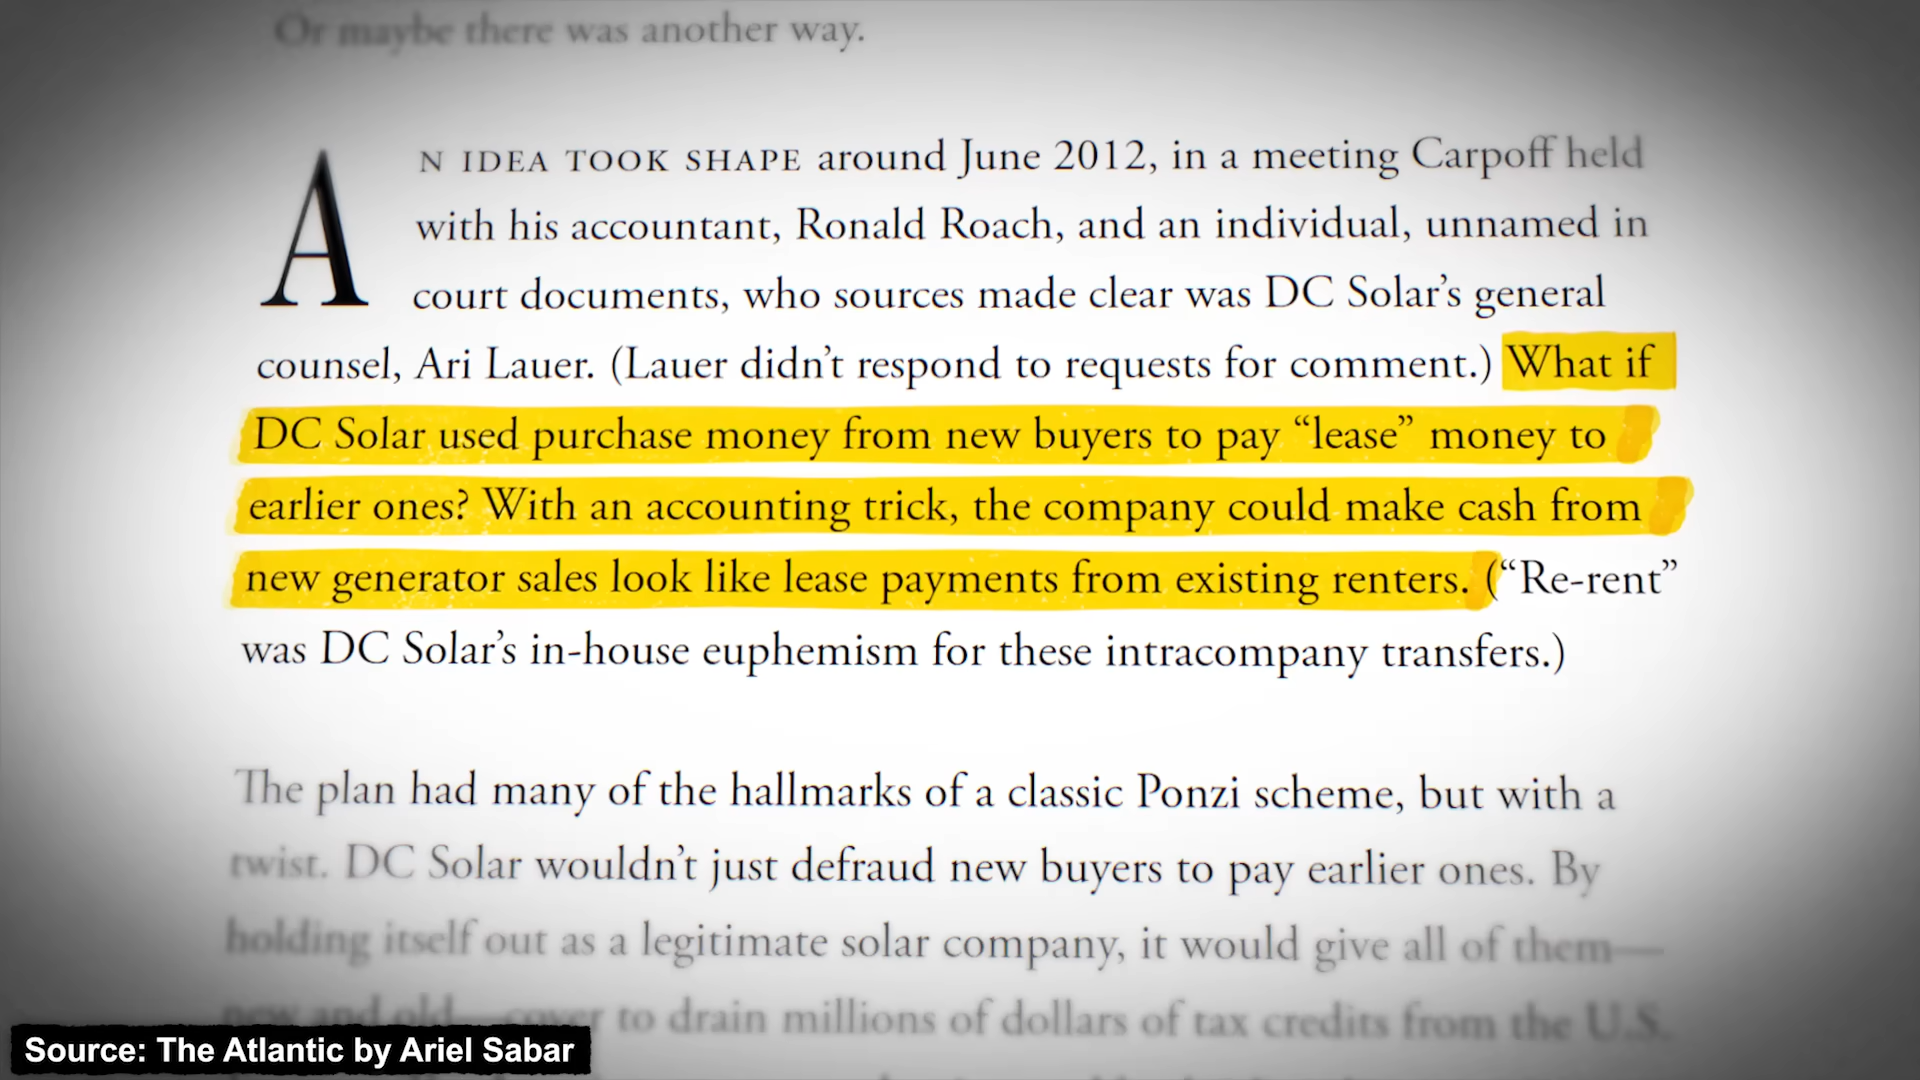 Or maybe there was another way.
AN IDEA TOOK SHAPE around June 2012, in a meeting Carpoff held
with his accountant, Ronald Roach, and an individual, unnamed in
court documents, who sources made clear was DC Solar’s general
counsel, Ari Lauer. (Lauer didn’t respond to requests for comment.) What if
DC Solar used purchase money from new buyers to pay “lease” money to
earlier ones? With an accounting trick, the company could make cash from
new generator sales look like lease payments from existing renters. (“Re-rent”
was DC Solar’s in-house euphemism for these intracompany transfers.)
The plan had many of the hallmarks of a classic Ponzi scheme, but with a
twist. DC Solar wouldn’t just defraud new buyers to pay earlier ones. By
holding itself out as a legitimate solar company, it would give all of them—
new and old—cover to drain millions of dollars of tax credits from the U.S.
Source: The Atlantic by Ariel Sabar